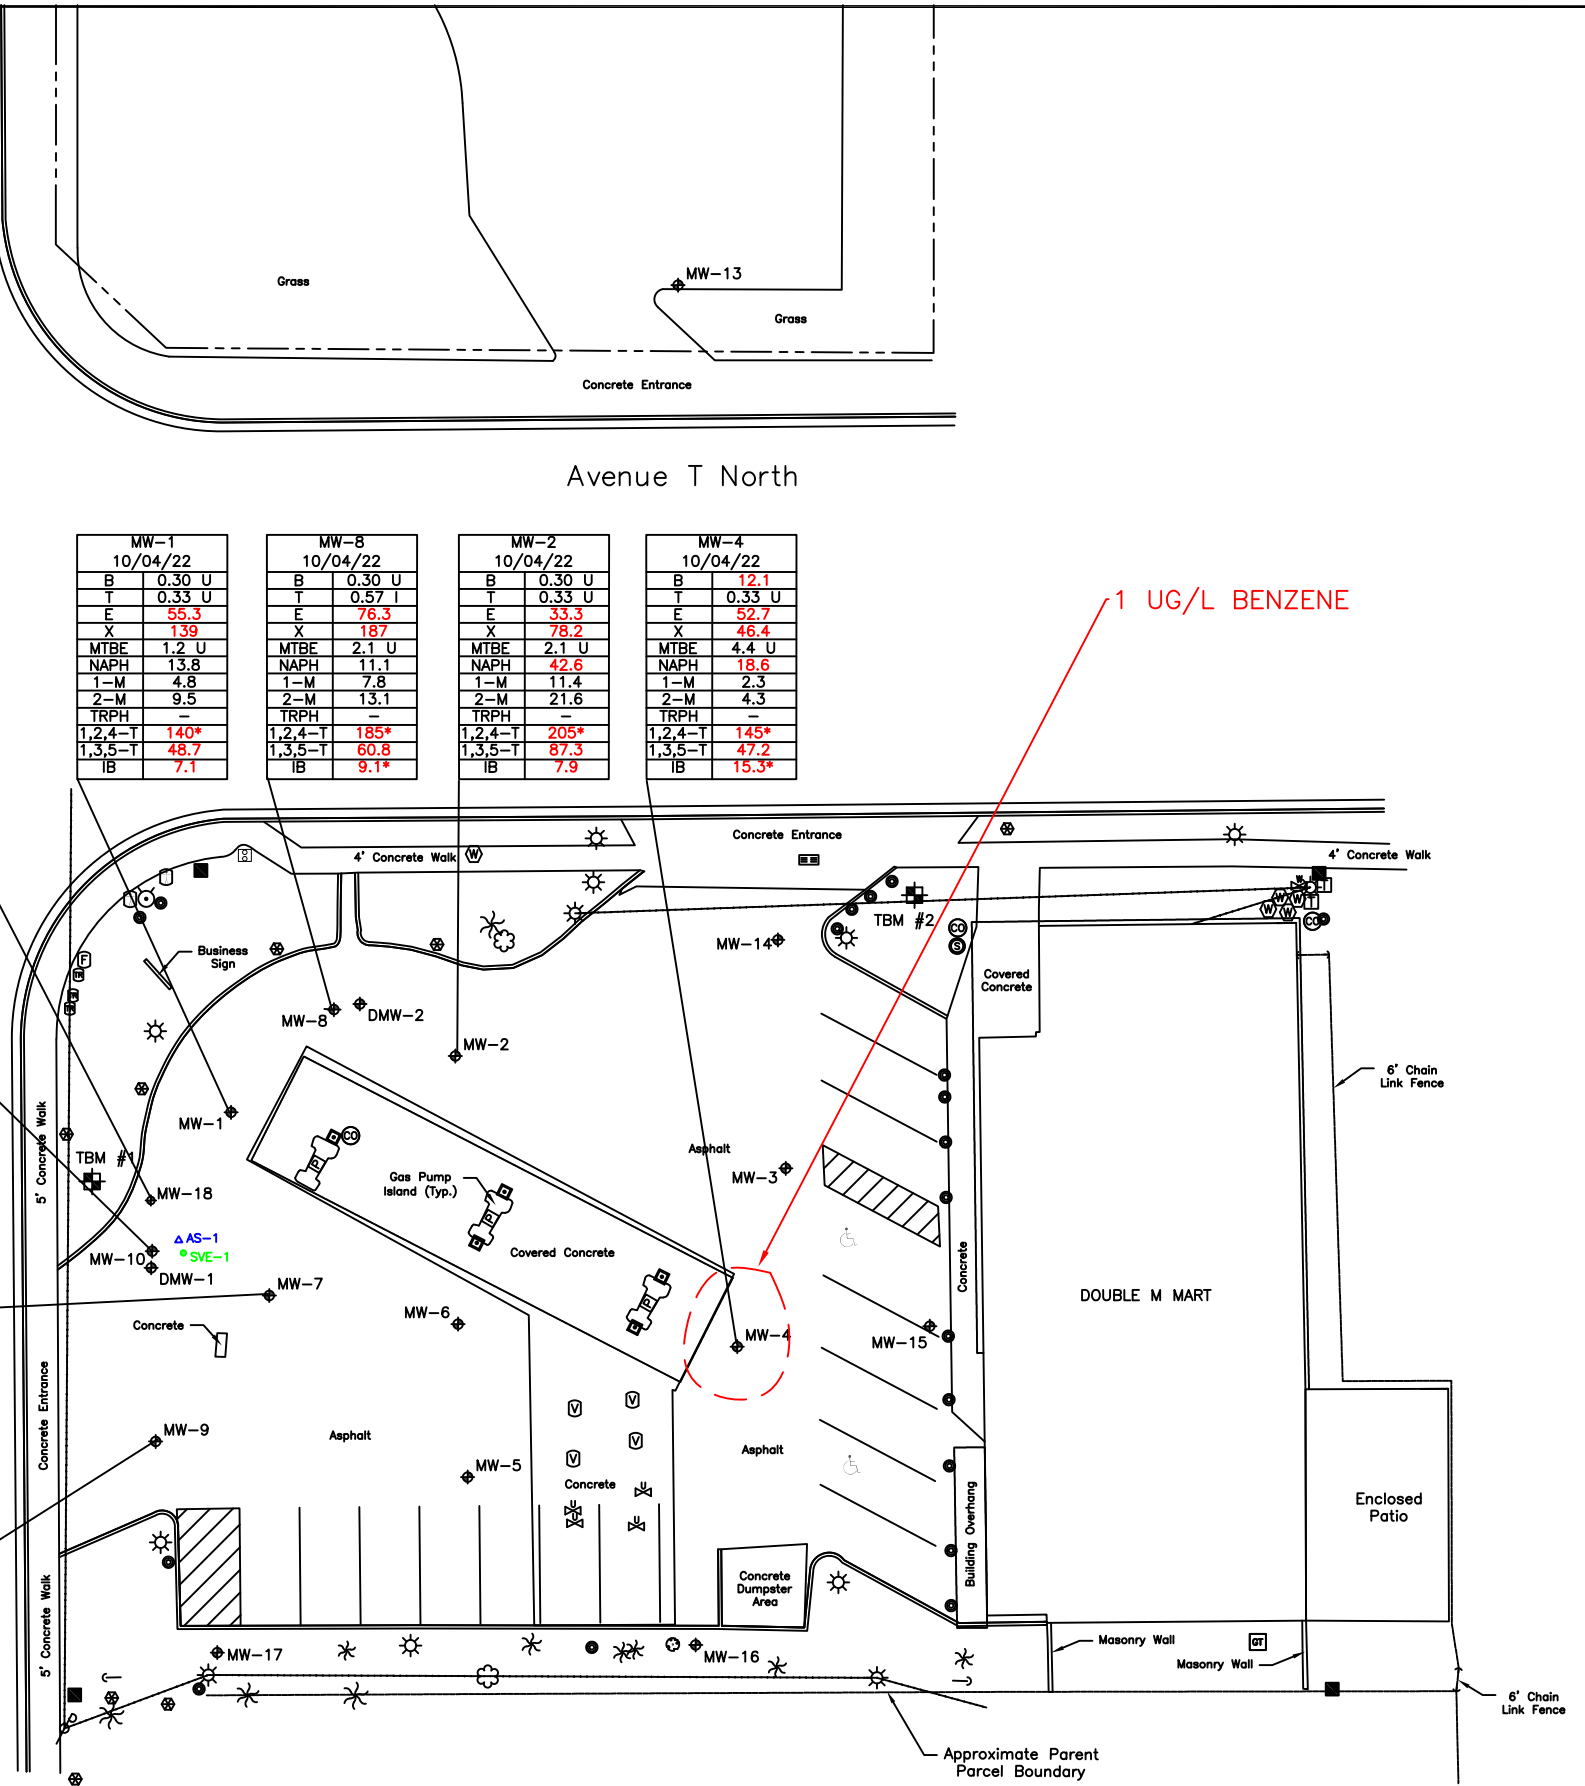 MW-13
Grass
Grass
Concrete Entrance
Avenue T North
MW-1
10/04/22
B 0.30 U
T 0.33 U
E 55.3
X 139
MTBE 1.2 U
NAPH 13.8
1-M 4.8
2-M 9.5
TRPH -
1,2,4-T 140*
1,3,5-T 48.7
IB 7.1
MW-8
10/04/22
B 0.30 U
T 0.57 I
E 76.3
X 187
MTBE 2.1 U
NAPH 11.1
1-M 7.8
2-M 13.1
TRPH -
1,2,4-T 185*
1,3,5-T 60.8
IB 9.1*
MW-2
10/04/22
B 0.30 U
T 0.33 U
E 33.3
X 78.2
MTBE 2.1 U
NAPH 42.6
1-M 11.4
2-M 21.6
TRPH -
1,2,4-T 205*
1,3,5-T 87.3
IB 7.9
MW-4
10/04/22
B 12.1
T 0.33 U
E 52.7
X 46.4
MTBE 4.4 U
NAPH 18.6
1-M 2.3
2-M 4.3
TRPH -
1,2,4-T 145*
1,3,5-T 47.2
IB 15.3*
1 UG/L BENZENE
Concrete Entrance
4' Concrete Walk
W
4' Concrete Walk
W
W
W
W
W
T
T
CO
TBM #2
CO
S
MW-14
Business
Sign
F
TR
TR
TR
Covered
Concrete
MW-8
DMW-2
MW-2
6' Chain
Link Fence
MW-1
CO
P
5' Concrete Walk
TBM #1
Asphalt
MW-3
Gas Pump
Island (Typ.)
P
MW-18
AS-1
SVE-1
MW-10
DMW-1
Covered Concrete
Concrete
MW-7
P
DOUBLE M MART
MW-6
MW-4
MW-15
Concrete
Concrete Entrance
V
V
V
V
MW-9
Asphalt
Asphalt
MW-5
Concrete
U
U
U
U
Enclosed
Patio
Building Overhang
Concrete
Dumpster
Area
5' Concrete Walk
MW-17
MW-16
Masonry Wall
GT
Masonry Wall
6' Chain
Link Fence
Approximate Parent
Parcel Boundary